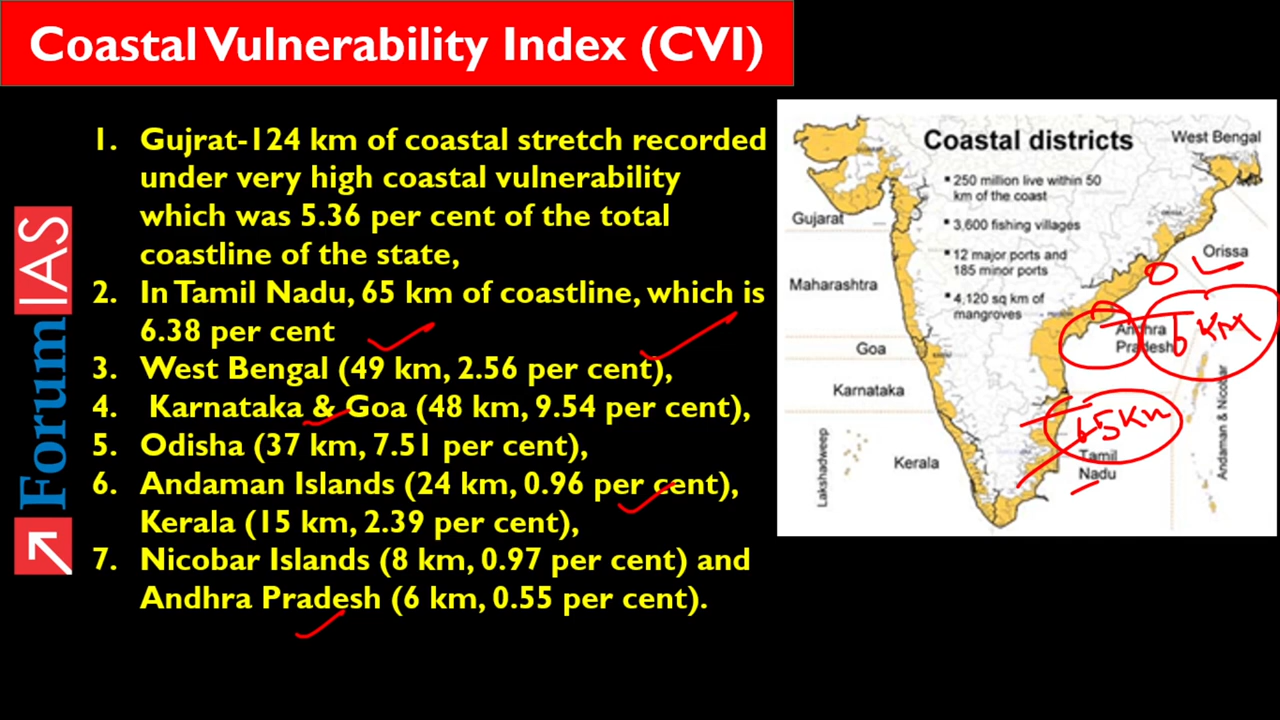 Coastal Vulnerability Index (CVI)
1. Gujrat-124 km of coastal stretch recorded
under very high coastal vulnerability
which was 5.36 per cent of the total
coastline of the state,
2. In Tamil Nadu, 65 km of coastline, which is
6.38 per cent
3. West Bengal (49 km, 2.56 per cent),
4. Karnataka & Goa (48 km, 9.54 per cent),
5. Odisha (37 km, 7.51 per cent),
6. Andaman Islands (24 km, 0.96 per cent),
Kerala (15 km, 2.39 per cent),
7. Nicobar Islands (8 km, 0.97 per cent) and
Andhra Pradesh (6 km, 0.55 per cent).
Forum IAS
Coastal districts
West Bengal
▪ 250 million live within 50
km of the coast
▪ 3,600 fishing villages
▪ 12 major ports and
185 minor ports
▪ 4,120 sq km of
mangroves
Gujarat
Orissa
Maharashtra
Andhra
Pradesh
6 KM
Goa
Karnataka
65 Km
Tamil
Nadu
Kerala
Lakshadweep
Andaman & Nicobar